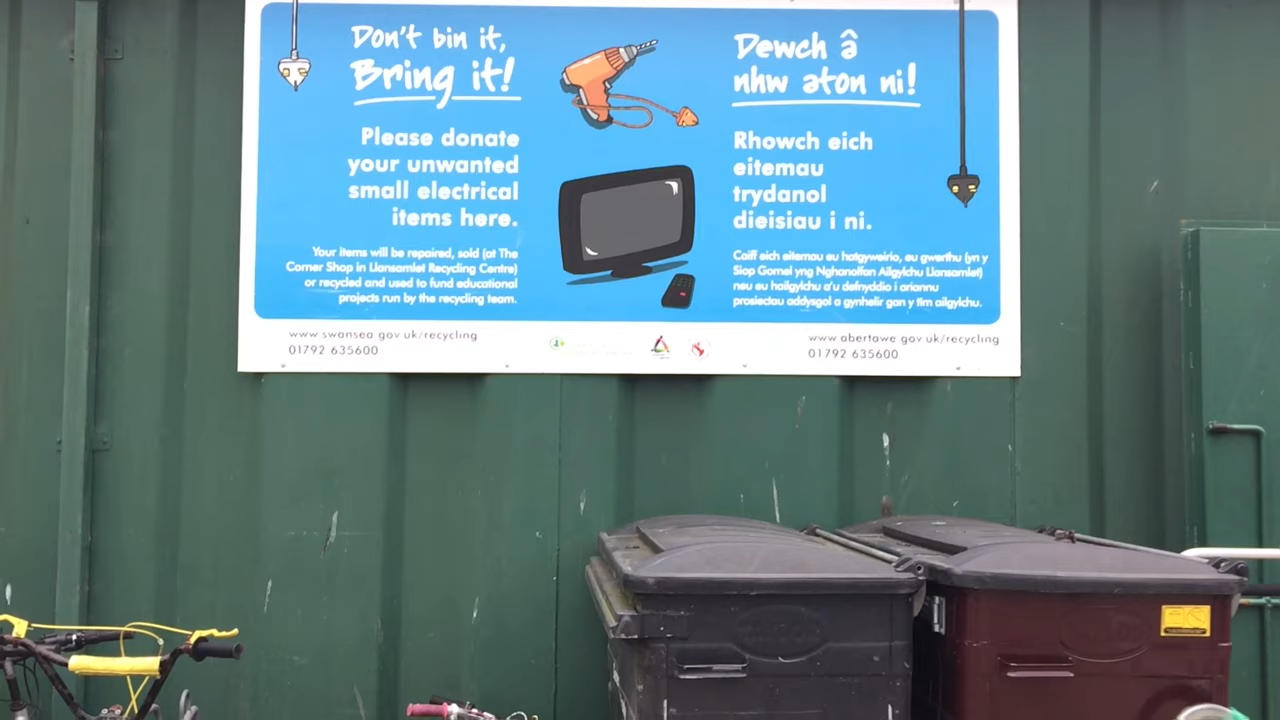 Don't bin it,
Bring it!
Please donate
your unwanted
small electrical
items here.
Your items will be repaired, sold (at The
Corner Shop in Llansamlet Recycling Centre)
or recycled and used to fund educational
projects run by the recycling team.
www.swansea.gov.uk/recycling
01792 635600
Dewch â
nhw aton ni!
Rhowch eich
eitemau
trydanol
dieisiau i ni.
Caiff eich eitemau eu hatgyweirio, eu gwerthu (yn y
Siop Gornel yng Nghanolfan Ailgylchu Llansamlet)
neu eu hailgylchu a'u defnyddio i ariannu
prosiectau addysgol a gynhelir gan y tîm ailgylchu.
www.abertawe.gov.uk/recycling
01792 635600